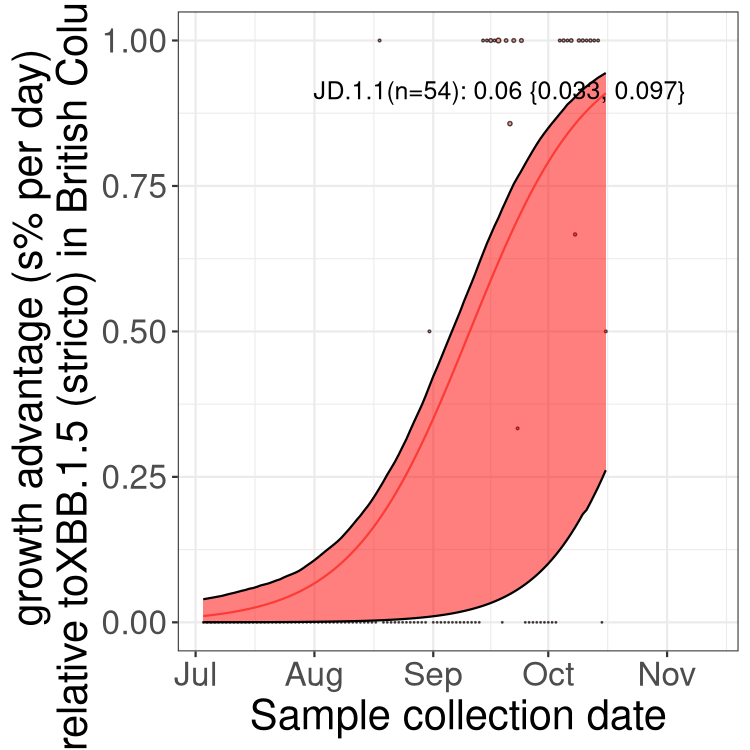 growth advantage (s% per day)
relative toXBB.1.5 (stricto) in British Colu
1.00
0.75
0.50
0.25
0.00
JD.1.1(n=54): 0.06 {0.033, 0.097}
Jul Aug Sep Oct Nov
Sample collection date